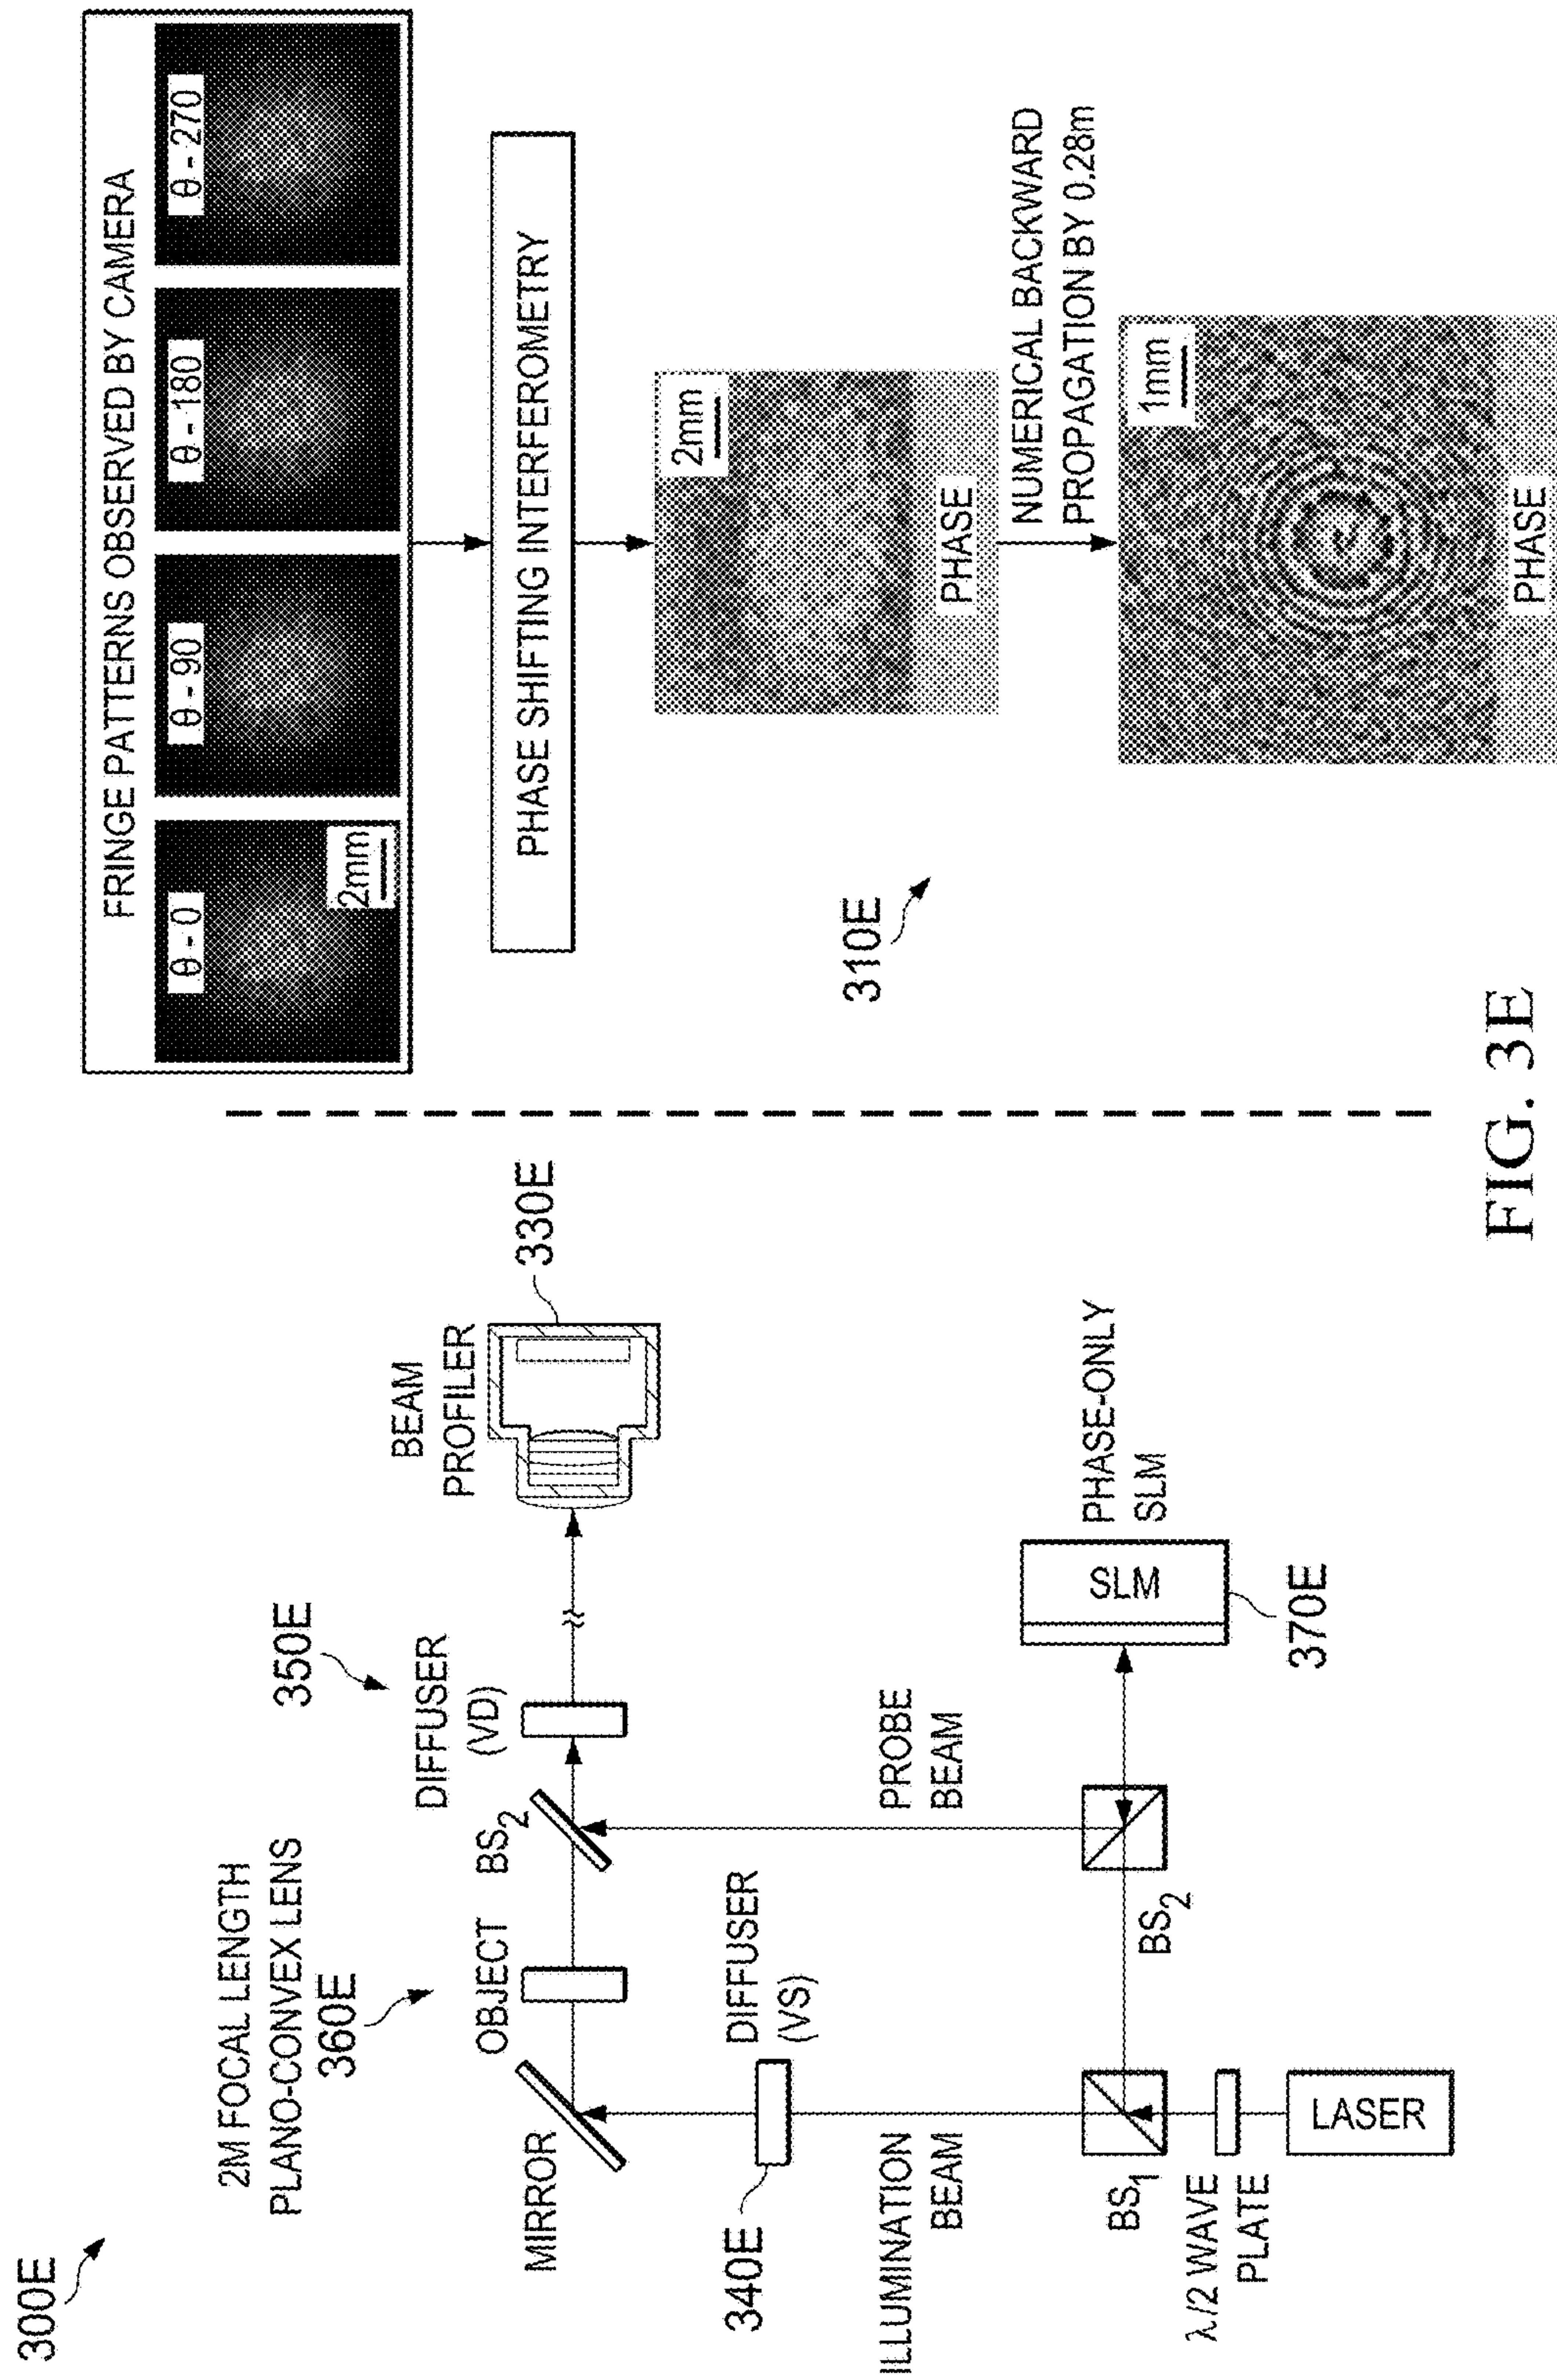 300E
2M FOCAL LENGTH
PLANO-CONVEX LENS
360E
350E
DIFFUSER
(VD)
BEAM
PROFILER
330E
MIRROR
OBJECT
BS2
340E
DIFFUSER
(VS)
ILLUMINATION
BEAM
PROBE
BEAM
PHASE-ONLY
SLM
SLM
370E
BS1
BS2
λ/2 WAVE
PLATE
LASER
FRINGE PATTERNS OBSERVED BY CAMERA
θ - 0
θ - 90
θ - 180
θ - 270
2mm
PHASE SHIFTING INTERFEROMETRY
2mm
PHASE
310E
NUMERICAL BACKWARD
PROPAGATION BY 0.28m
1mm
PHASE
FIG. 3E